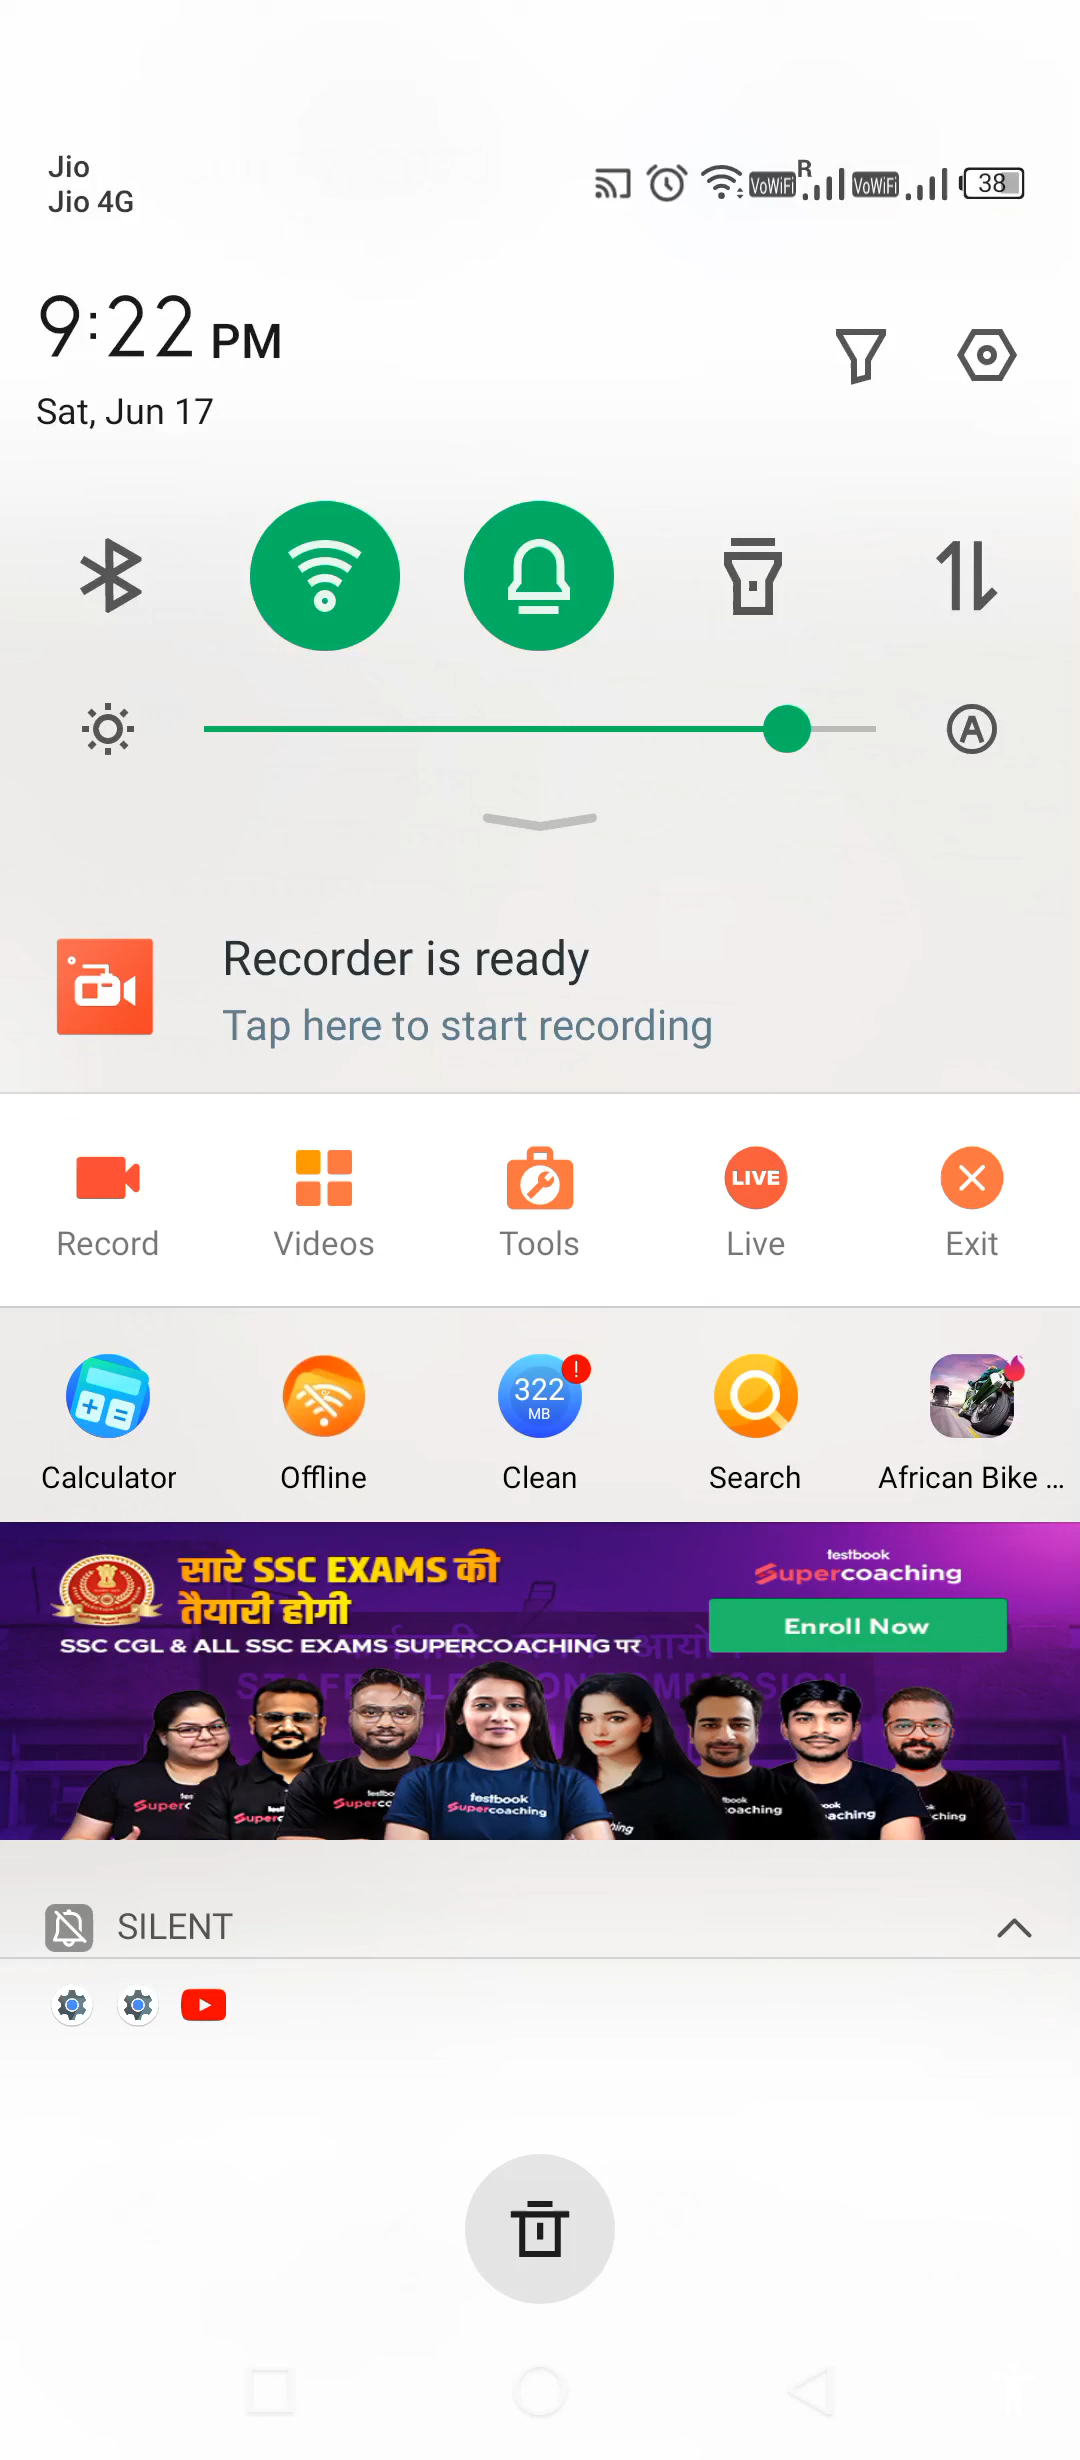 Jio
Jio 4G
R
VoWiFi
VoWiFi
38
9:22 PM
Sat, Jun 17
A
Recorder is ready
Tap here to start recording
Record
Videos
Tools
LIVE
Live
Exit
322
MB
!
Calculator
Offline
Clean
Search
African Bike ...
सारे SSC EXAMS की
तैयारी होगी
SSC CGL & ALL SSC EXAMS SUPERCOACHING पर
testbook
Supercoaching
Enroll Now
testbook
Supercoaching
SILENT